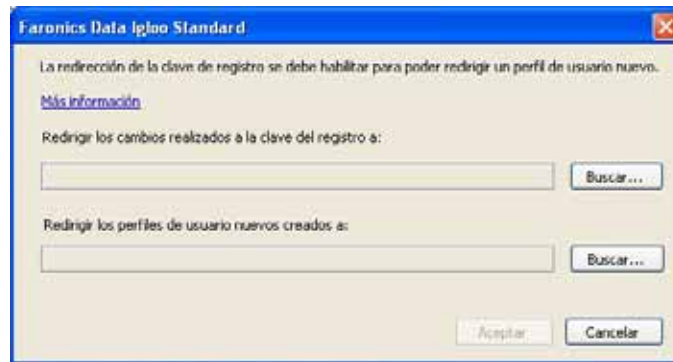 Faronics Data Igloo Standard
La redirección de la clave de registro se debe habilitar para poder redirigir un perfil de usuario nuevo.
Más información
Redirigir los cambios realizados a la clave del registro a:
Buscar...
Redirigir los perfiles de usuario nuevos creados a:
Buscar...
Aceptar Cancelar